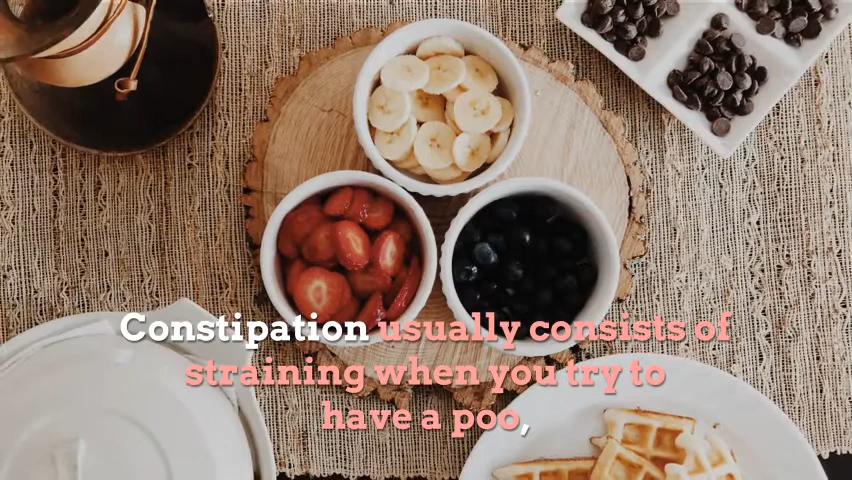 Constipation usually consists of
straining when you try to
have a poo,